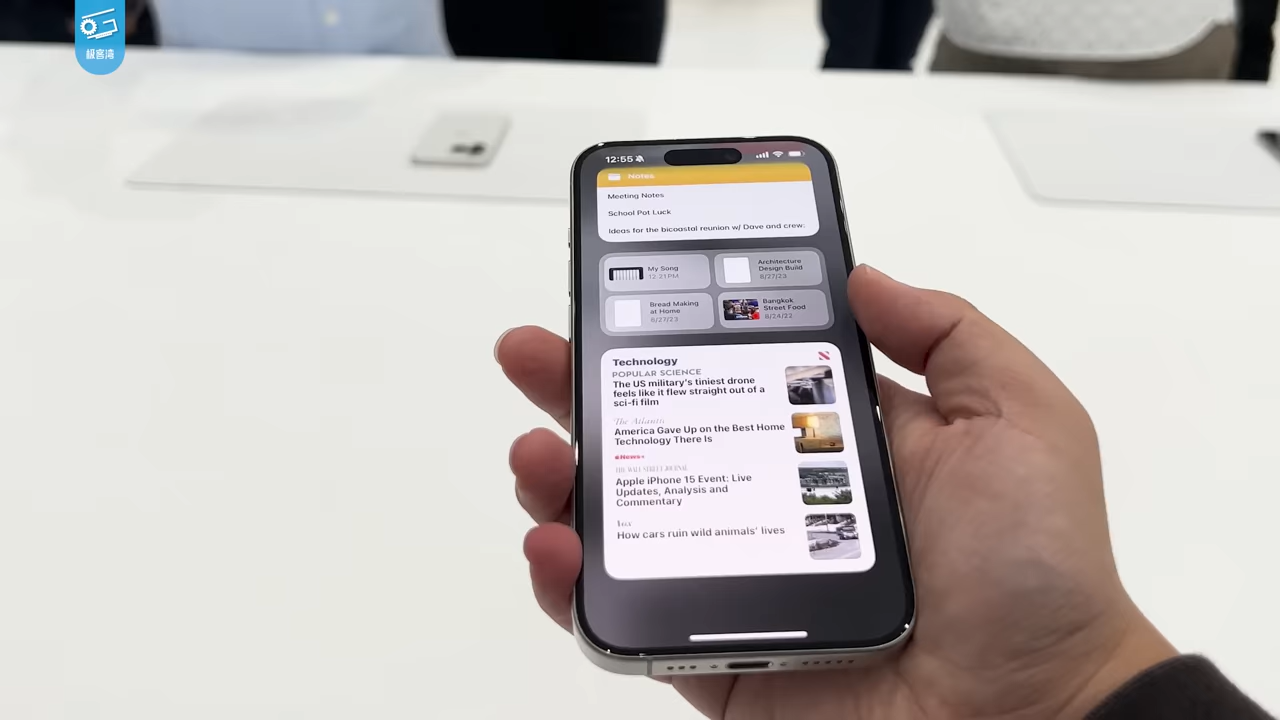 极客湾
12:55
Notes
Meeting Notes
School Pot Luck
Ideas for the bicoastal reunion w/ Dave and crew:
My Song
12:21 PM
Architecture
Design Build
8/27/23
Bread Making
at Home
8/27/23
Bangkok
Street Food
8/24/22
Technology
POPULAR SCIENCE
The US military's tiniest drone
feels like it flew straight out of a
sci-fi film
The Atlantic
America Gave Up on the Best Home
Technology There Is
News+
THE WALL STREET JOURNAL
Apple iPhone 15 Event: Live
Updates, Analysis and
Commentary
Vox
How cars ruin wild animals' lives